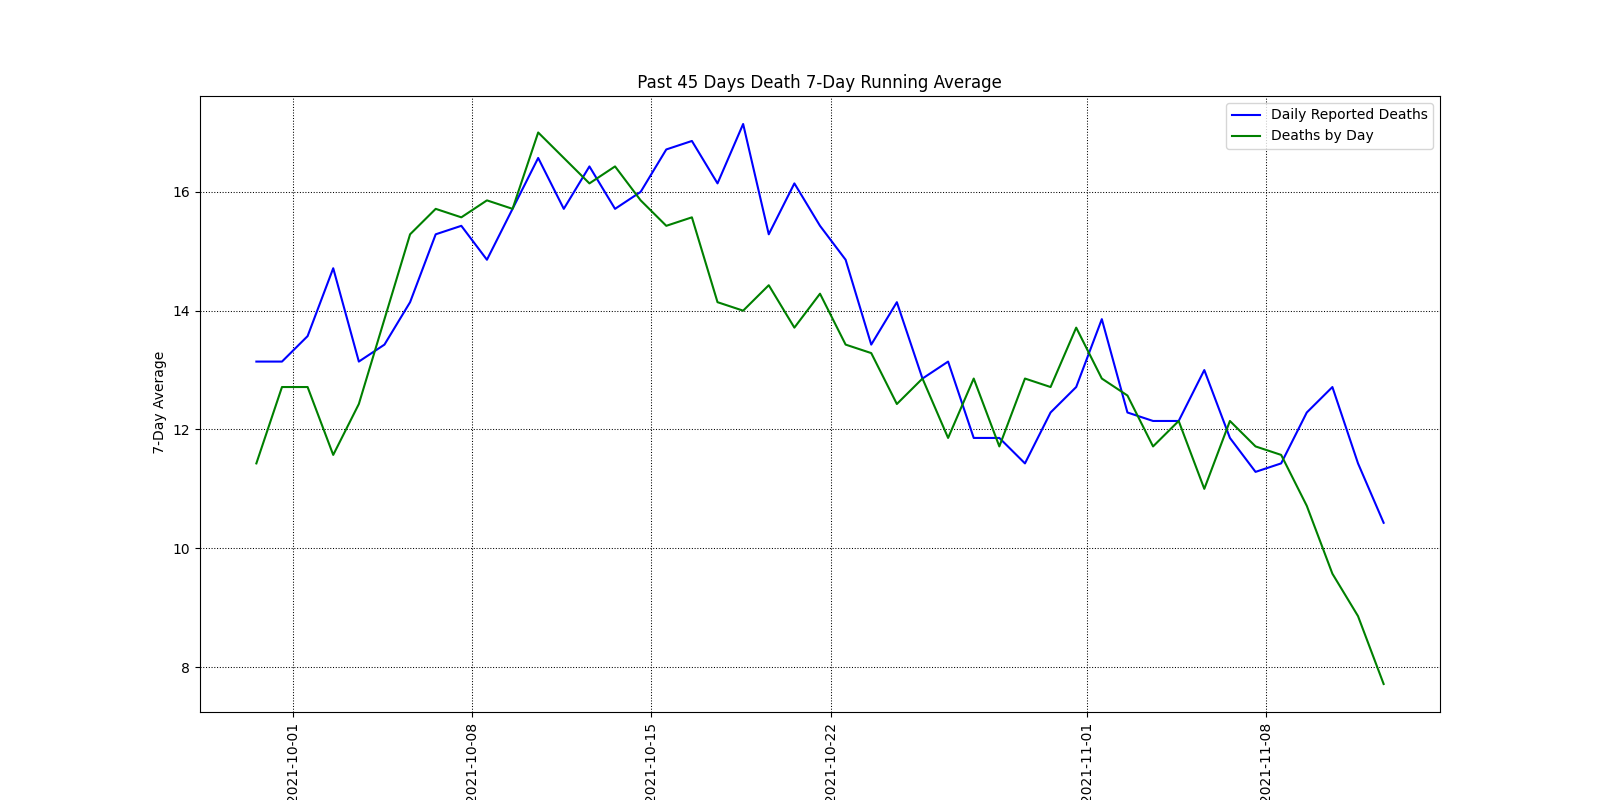 Past 45 Days Death 7-Day Running Average
Daily Reported Deaths
Deaths by Day
7-Day Average
16
14
12
10
8
2021-10-01
2021-10-08
2021-10-15
2021-10-22
2021-11-01
2021-11-08